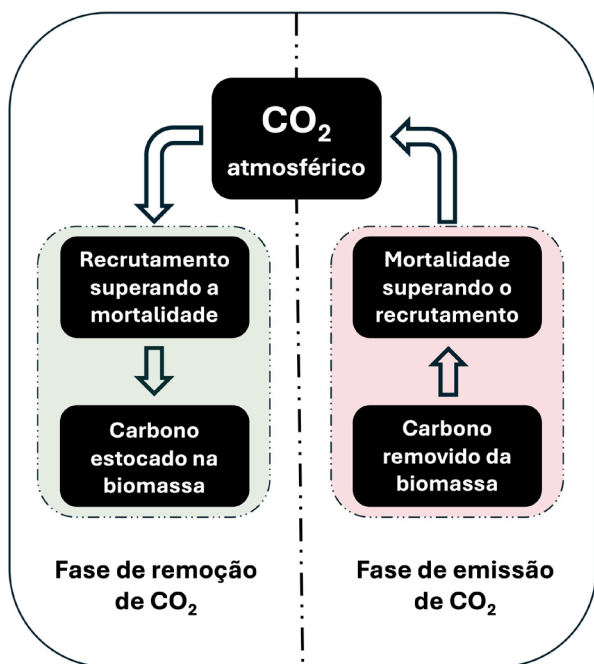 CO₂
atmosférico
Recrutamento
superando a
mortalidade
Carbono
estocado na
biomassa
Fase de remoção
de CO₂
Mortalidade
superando o
recrutamento
Carbono
removido da
biomassa
Fase de emissão
de CO₂